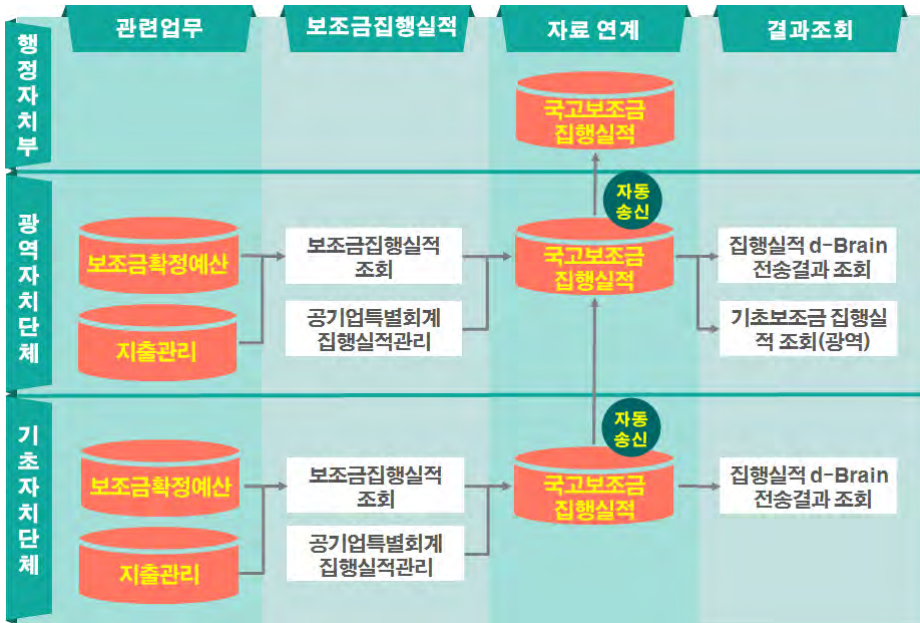 관련업무
보조금집행실적
자료 연계
결과조회
행정자치부
국고보조금
집행실적
광역자치단체
자동
송신
보조금확정예산
지출관리
보조금집행실적
조회
공기업특별회계
집행실적관리
국고보조금
집행실적
집행실적 d-Brain
전송결과 조회
기초보조금 집행실
적 조회(광역)
기초자치단체
자동
송신
보조금확정예산
지출관리
보조금집행실적
조회
공기업특별회계
집행실적관리
국고보조금
집행실적
집행실적 d-Brain
전송결과 조회